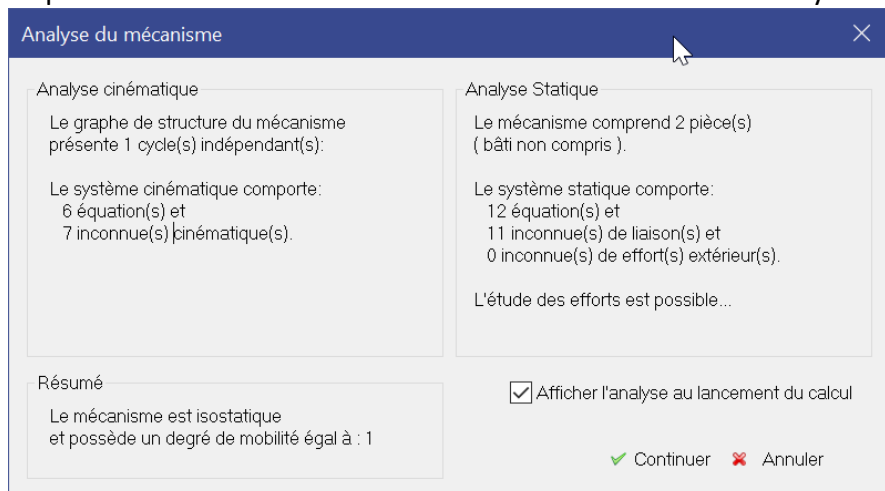 Analyse du mécanisme
Analyse cinématique
Le graphe de structure du mécanisme
présente 1 cycle(s) indépendant(s):
Le système cinématique comporte:
6 équation(s) et
7 inconnue(s) cinématique(s).
Analyse Statique
Le mécanisme comprend 2 pièce(s)
( bâti non compris ).
Le système statique comporte:
12 équation(s) et
11 inconnue(s) de liaison(s) et
0 inconnue(s) de effort(s) extérieur(s).
L'étude des efforts est possible...
Résumé
Le mécanisme est isostatique
et possède un degré de mobilité égal à : 1
Afficher l'analyse au lancement du calcul
Continuer Annuler